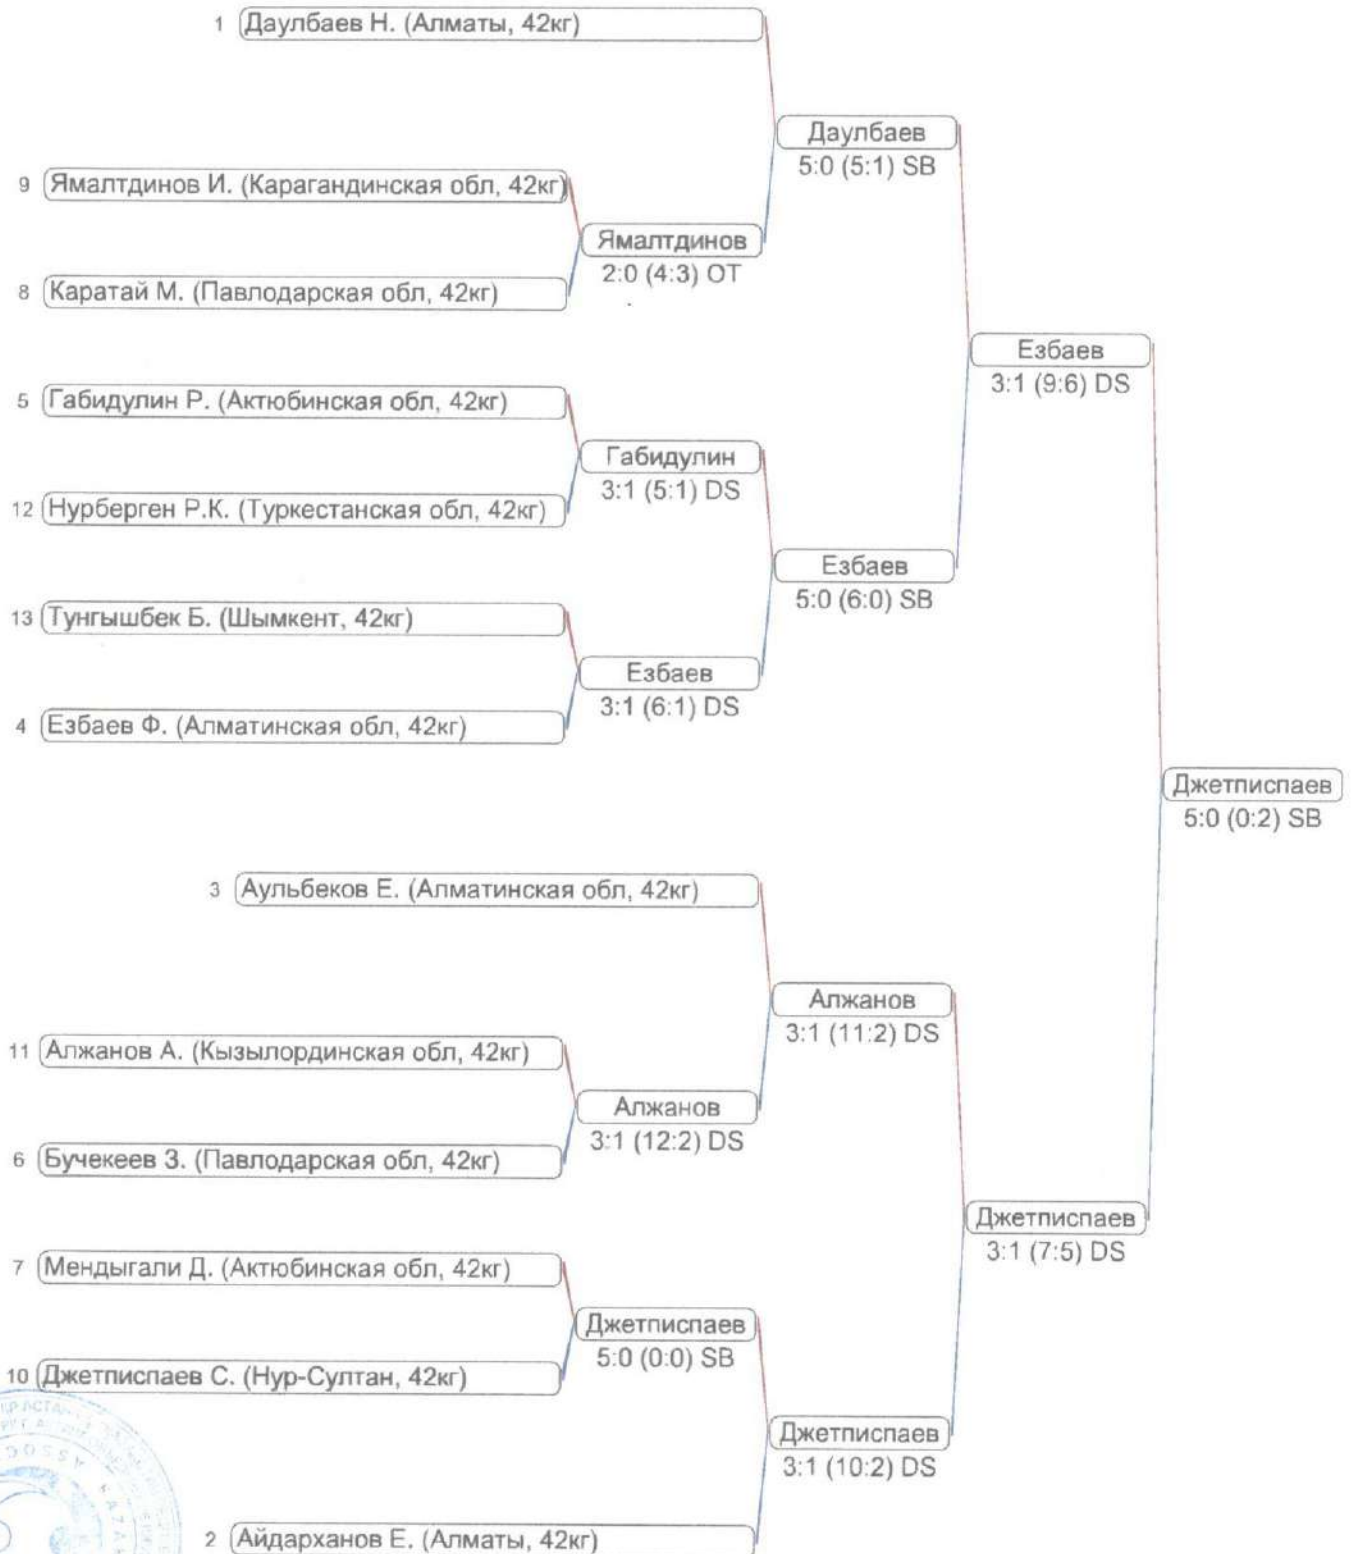 1 Даулбаев Н. (Алматы, 42кг)
Даулбаев
5:0 (5:1) SB
9 Ямалтдинов И. (Карагандинская обл, 42кг)
Ямалтдинов
2:0 (4:3) OT
8 Каратай М. (Павлодарская обл, 42кг)
Езбаев
3:1 (9:6) DS
5 Габидулин Р. (Актюбинская обл, 42кг)
Габидулин
3:1 (5:1) DS
12 Нурберген Р.К. (Туркестанская обл, 42кг)
Езбаев
5:0 (6:0) SB
13 Тунгышбек Б. (Шымкент, 42кг)
Езбаев
3:1 (6:1) DS
4 Езбаев Ф. (Алматинская обл, 42кг)
Джетписпаев
5:0 (0:2) SB
3 Аульбеков Е. (Алматинская обл, 42кг)
Алжанов
3:1 (11:2) DS
11 Алжанов А. (Кызылординская обл, 42кг)
Алжанов
3:1 (12:2) DS
6 Бучекеев З. (Павлодарская обл, 42кг)
Джетписпаев
3:1 (7:5) DS
7 Мендыгали Д. (Актюбинская обл, 42кг)
Джетписпаев
5:0 (0:0) SB
10 Джетписпаев С. (Нур-Султан, 42кг)
Джетписпаев
3:1 (10:2) DS
2 Айдарханов Е. (Алматы, 42кг)